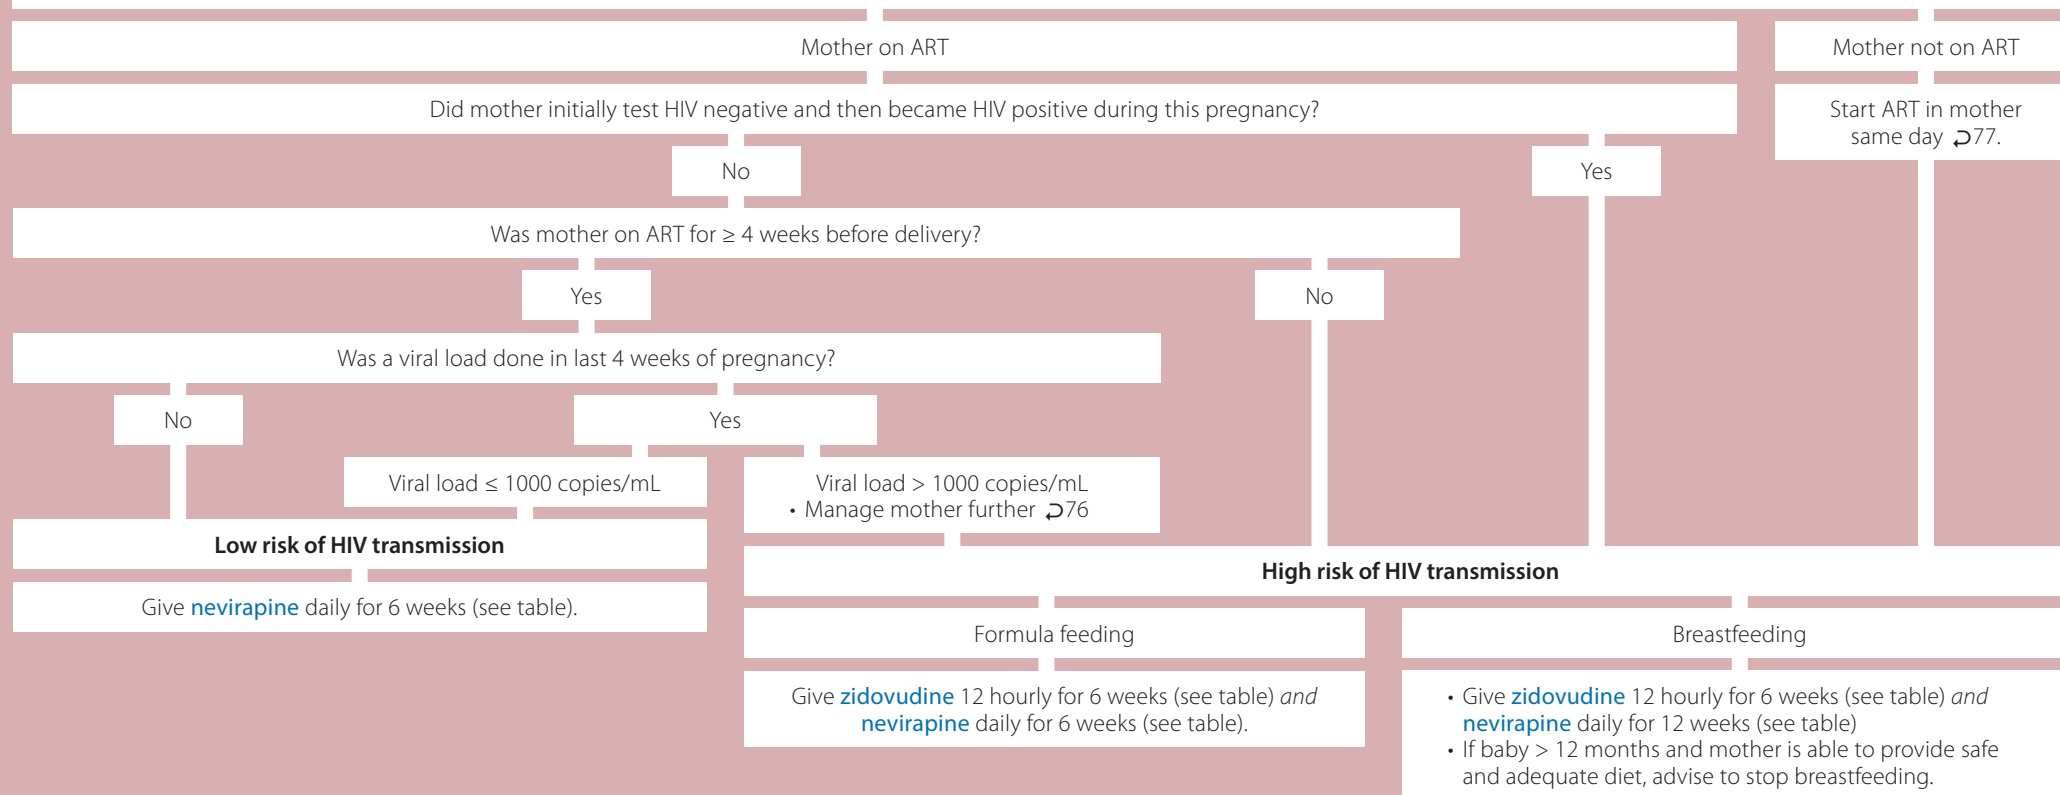 Mother on ART
Mother not on ART
Did mother initially test HIV negative and then became HIV positive during this pregnancy?
Start ART in mother
same day ⮌77.
No
Yes
Was mother on ART for ≥ 4 weeks before delivery?
Yes
No
Was a viral load done in last 4 weeks of pregnancy?
No
Yes
Viral load ≤ 1000 copies/mL
Viral load > 1000 copies/mL
• Manage mother further ⮌76
Low risk of HIV transmission
High risk of HIV transmission
Give nevirapine daily for 6 weeks (see table).
Formula feeding
Breastfeeding
Give zidovudine 12 hourly for 6 weeks (see table) and
nevirapine daily for 6 weeks (see table).
• Give zidovudine 12 hourly for 6 weeks (see table) and
nevirapine daily for 12 weeks (see table)
• If baby > 12 months and mother is able to provide safe
and adequate diet, advise to stop breastfeeding.